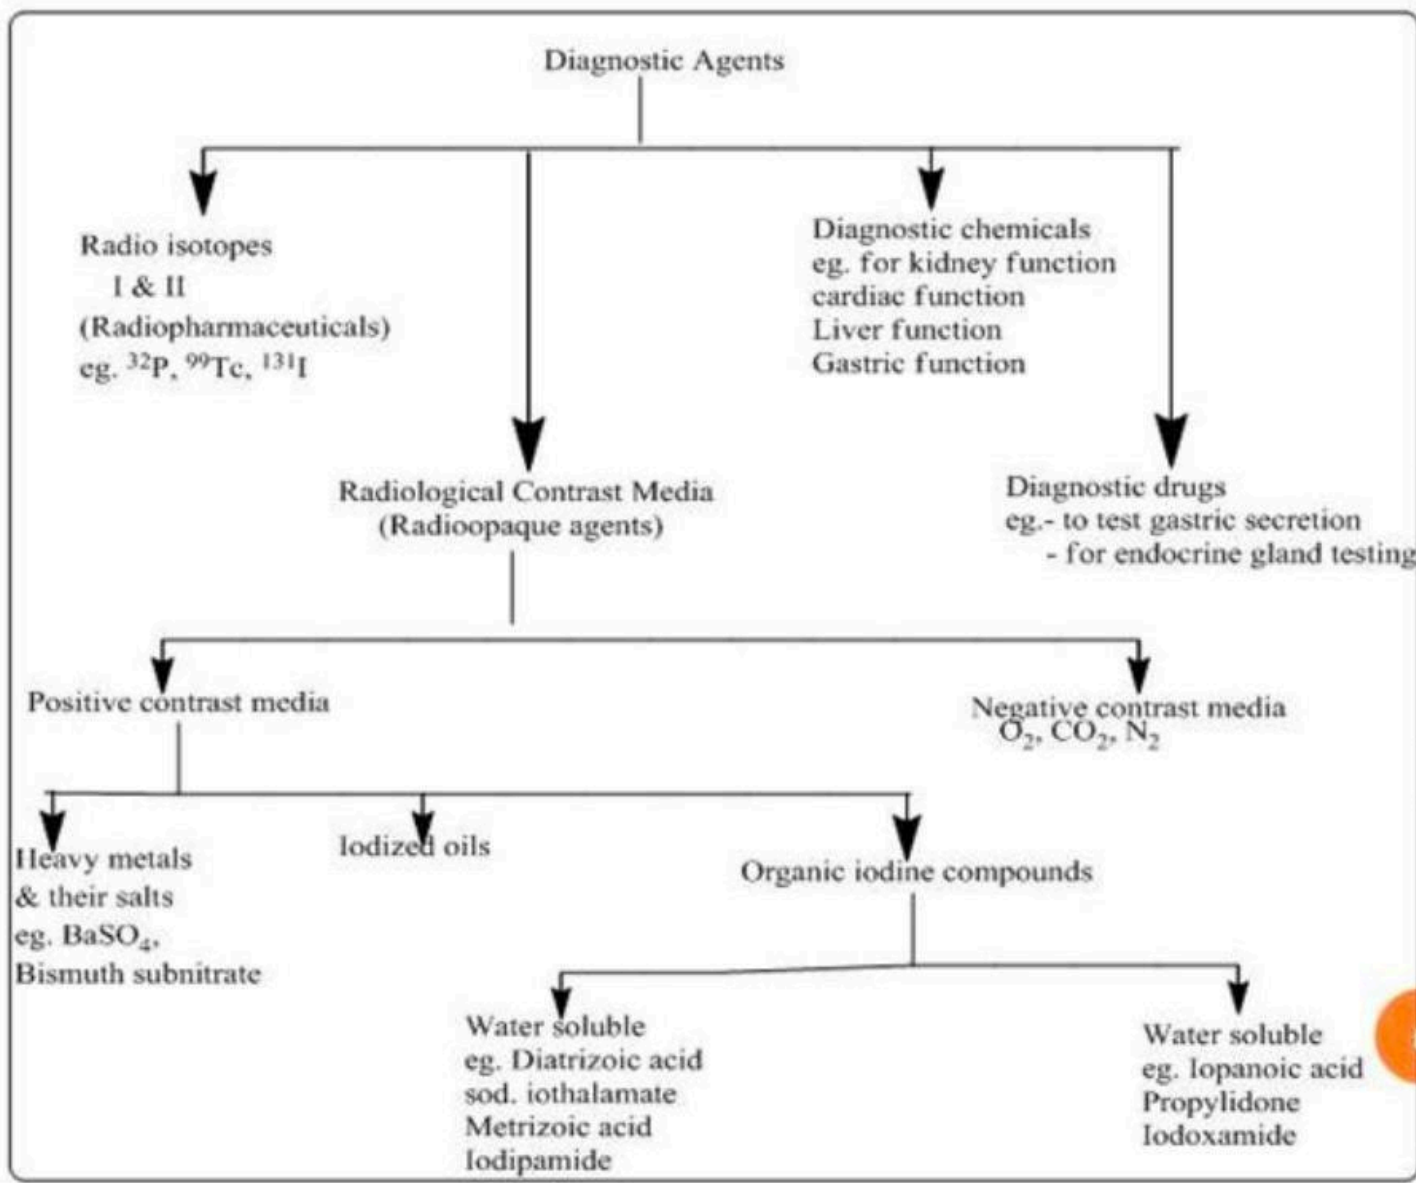 Diagnostic Agents
Radio isotopes
I & II
(Radiopharmaceuticals)
eg. ³²P, ⁹⁹Tc, ¹³¹I
Diagnostic chemicals
eg. for kidney function
cardiac function
Liver function
Gastric function
Radiological Contrast Media
(Radioopaque agents)
Diagnostic drugs
eg.- to test gastric secretion
- for endocrine gland testing
Positive contrast media
Negative contrast media
O₂, CO₂, N₂
Heavy metals
& their salts
eg. BaSO₄,
Bismuth subnitrate
Iodized oils
Organic iodine compounds
Water soluble
eg. Diatrizoic acid
sod. iothalamate
Metrizoic acid
Iodipamide
Water soluble
eg. Iopanoic acid
Propylidone
Iodoxamide